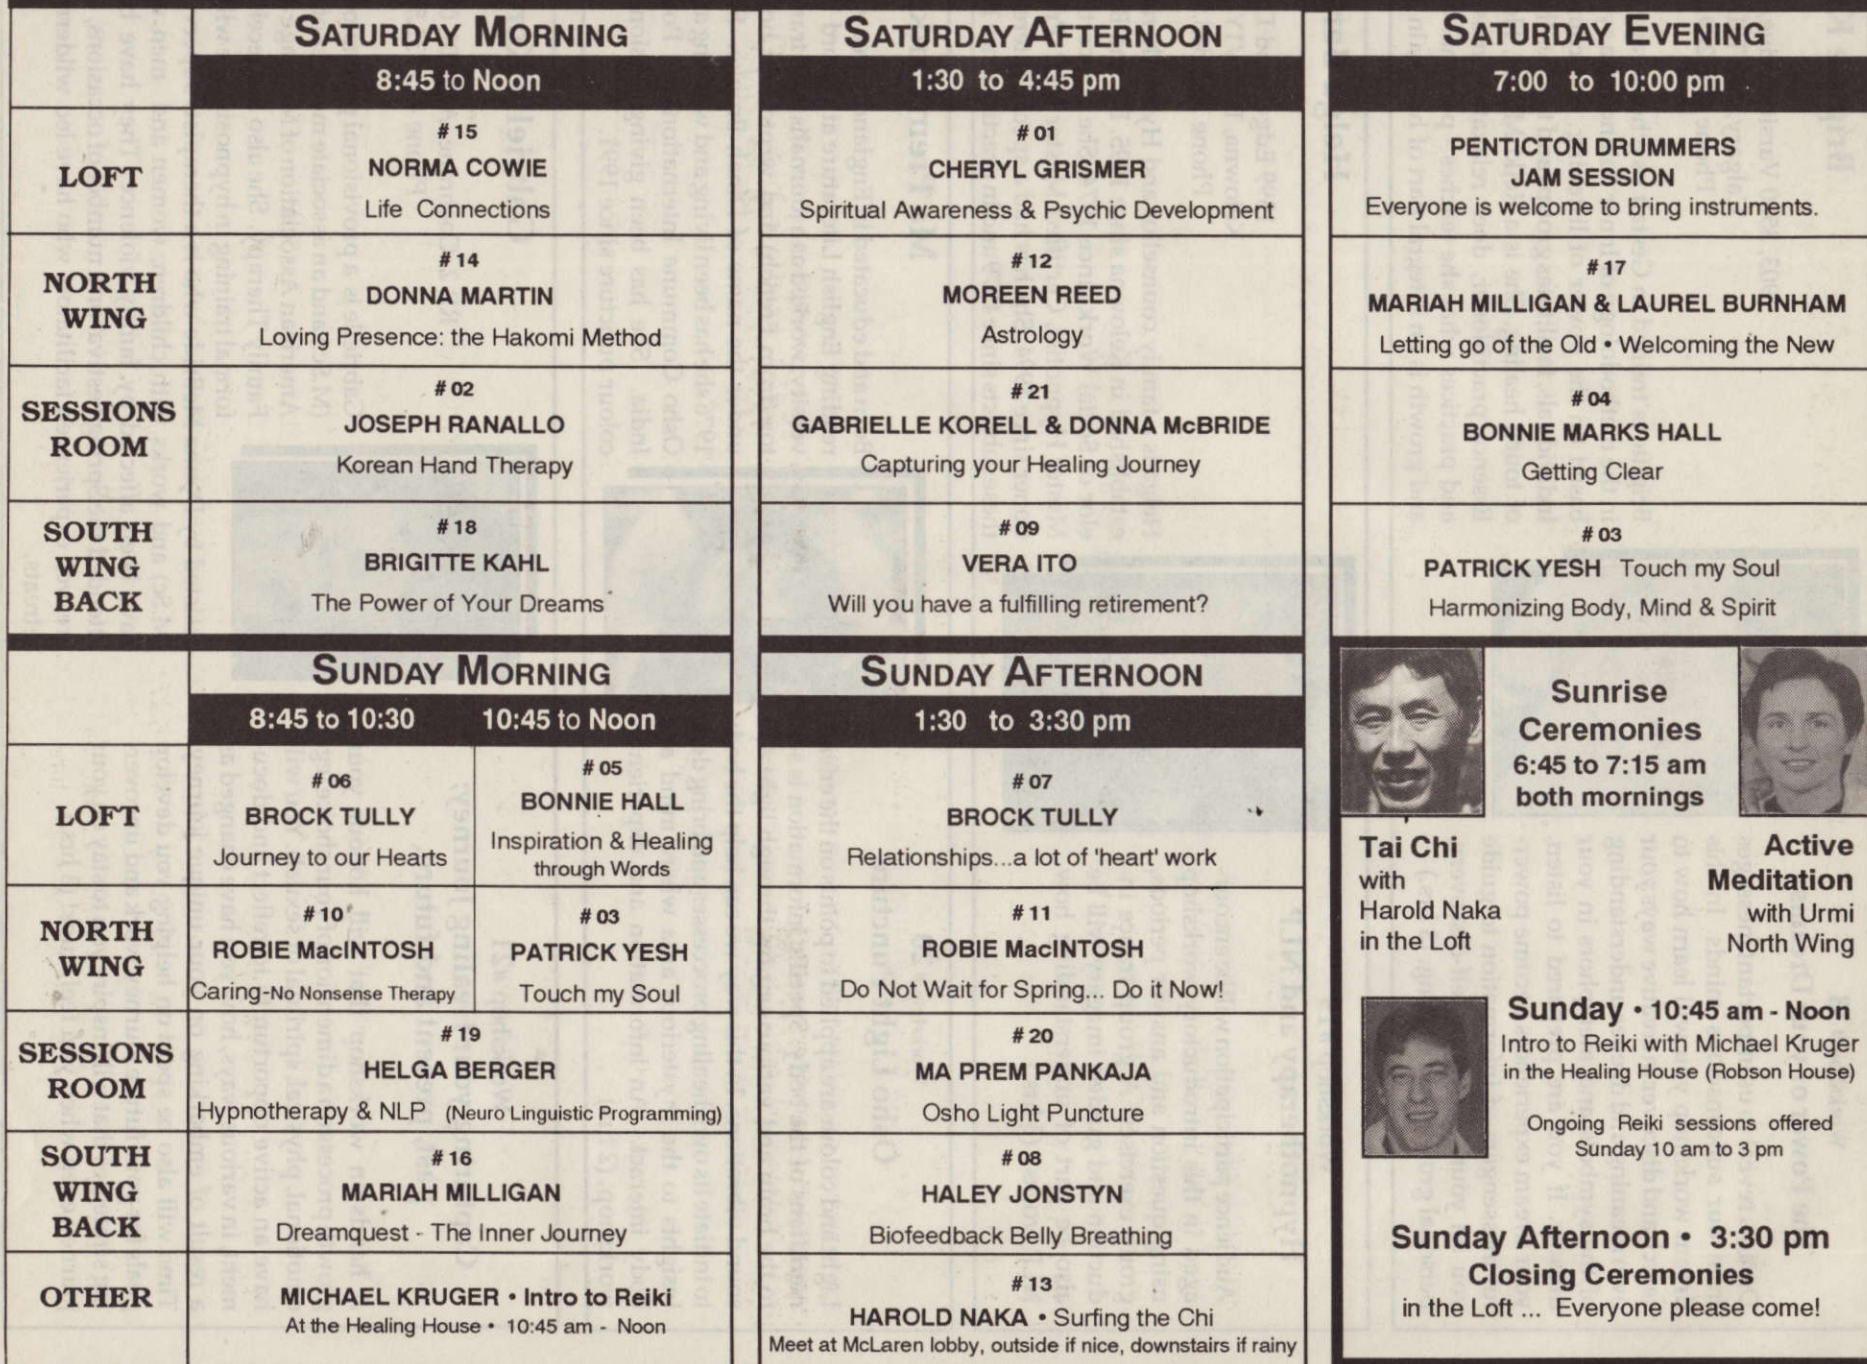 SATURDAY MORNING
8:45 to Noon
SATURDAY AFTERNOON
1:30 to 4:45 pm
SATURDAY EVENING
7:00 to 10:00 pm
LOFT
# 15
NORMA COWIE
Life Connections
# 01
CHERYL GRISMER
Spiritual Awareness & Psychic Development
PENTICTON DRUMMERS
JAM SESSION
Everyone is welcome to bring instruments.
NORTH
WING
# 14
DONNA MARTIN
Loving Presence: the Hakomi Method
# 12
MOREEN REED
Astrology
# 17
MARIAH MILLIGAN & LAUREL BURNHAM
Letting go of the Old • Welcoming the New
SESSIONS
ROOM
# 02
JOSEPH RANALLO
Korean Hand Therapy
# 21
GABRIELLE KORELL & DONNA McBRIDE
Capturing your Healing Journey
# 04
BONNIE MARKS HALL
Getting Clear
SOUTH
WING
BACK
# 18
BRIGITTE KAHL
The Power of Your Dreams
# 09
VERA ITO
Will you have a fulfilling retirement?
# 03
PATRICK YESH Touch my Soul
Harmonizing Body, Mind & Spirit
SUNDAY MORNING
8:45 to 10:30 10:45 to Noon
SUNDAY AFTERNOON
1:30 to 3:30 pm
LOFT
# 06
BROCK TULLY
Journey to our Hearts
# 05
BONNIE HALL
Inspiration & Healing
through Words
# 07
BROCK TULLY
Relationships...a lot of 'heart' work
NORTH
WING
# 10
ROBIE MacINTOSH
Caring-No Nonsense Therapy
# 03
PATRICK YESH
Touch my Soul
# 11
ROBIE MacINTOSH
Do Not Wait for Spring... Do it Now!
SESSIONS
ROOM
# 19
HELGA BERGER
Hypnotherapy & NLP (Neuro Linguistic Programming)
# 20
MA PREM PANKAJA
Osho Light Puncture
SOUTH
WING
BACK
# 16
MARIAH MILLIGAN
Dreamquest - The Inner Journey
# 08
HALEY JONSTYN
Biofeedback Belly Breathing
OTHER
MICHAEL KRUGER • Intro to Reiki
At the Healing House • 10:45 am - Noon
# 13
HAROLD NAKA • Surfing the Chi
Meet at McLaren lobby, outside if nice, downstairs if rainy
Sunrise
Ceremonies
6:45 to 7:15 am
both mornings
Tai Chi
with
Harold Naka
in the Loft
Active
Meditation
with Urmi
North Wing
Sunday • 10:45 am - Noon
Intro to Reiki with Michael Kruger
in the Healing House (Robson House)
Ongoing Reiki sessions offered
Sunday 10 am to 3 pm
Sunday Afternoon • 3:30 pm
Closing Ceremonies
in the Loft ... Everyone please come!